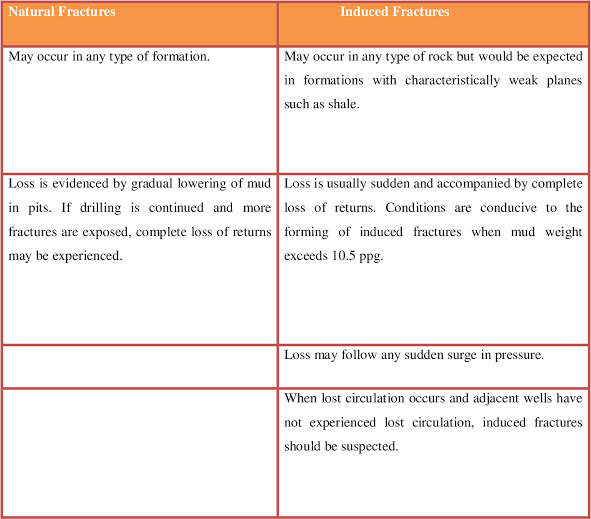 Natural Fractures
Induced Fractures
May occur in any type of formation.
May occur in any type of rock but would be expected
in formations with characteristically weak planes
such as shale.
Loss is evidenced by gradual lowering of mud
in pits. If drilling is continued and more
fractures are exposed, complete loss of returns
may be experienced.
Loss is usually sudden and accompanied by complete
loss of returns. Conditions are conducive to the
forming of induced fractures when mud weight
exceeds 10.5 ppg.
Loss may follow any sudden surge in pressure.
When lost circulation occurs and adjacent wells have
not experienced lost circulation, induced fractures
should be suspected.